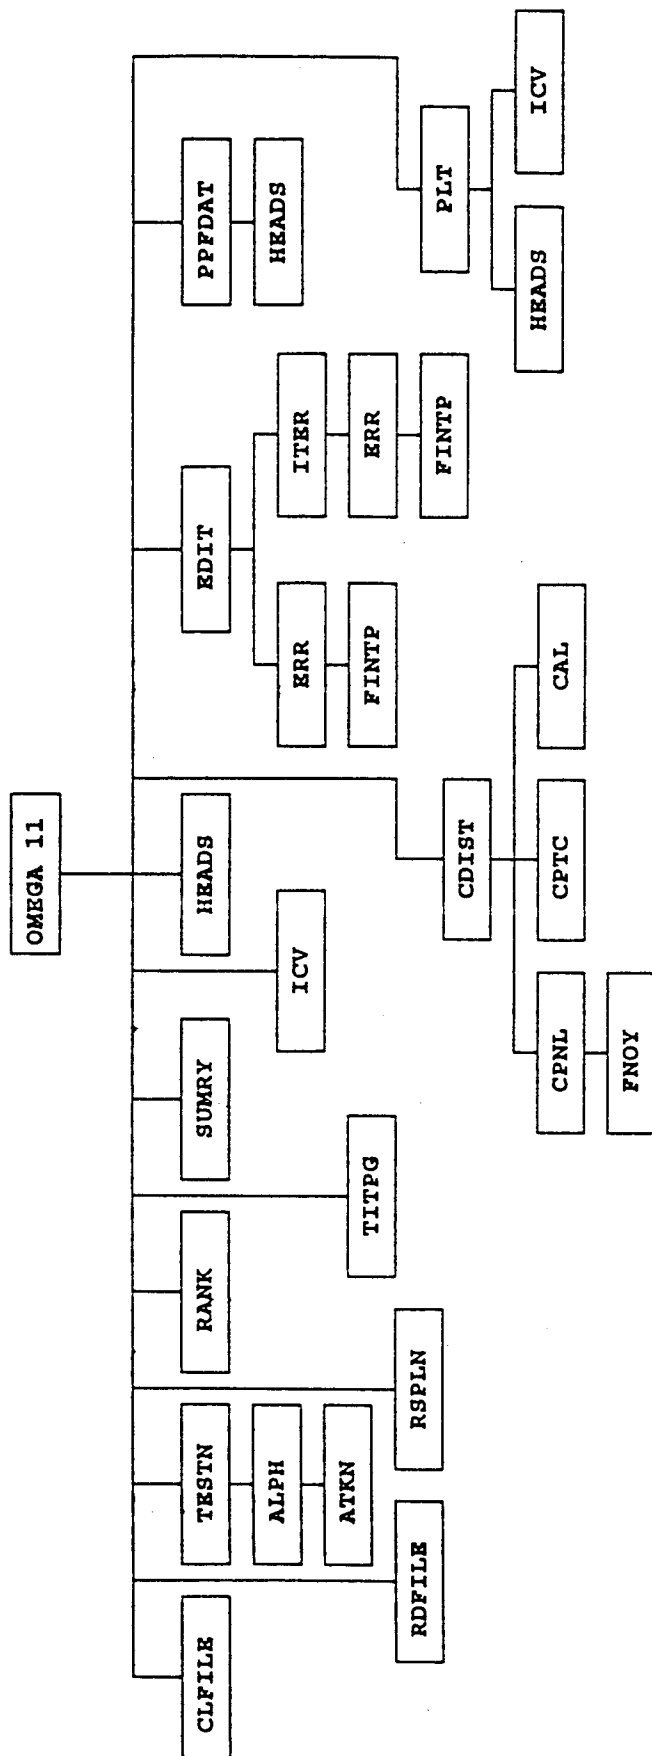 OMEGA 11
CLFILE
TESTN
RANK
SUMRY
HEADS
EDIT
PPFDAT
ALPH
HEADS
ICV
ERR
ITER
ATKN
TITPG
FINTP
ERR
RDFILE
RSPLN
FINTP
PLT
CDIST
HEADS
ICV
CPNL
CPTC
CAL
FNOY